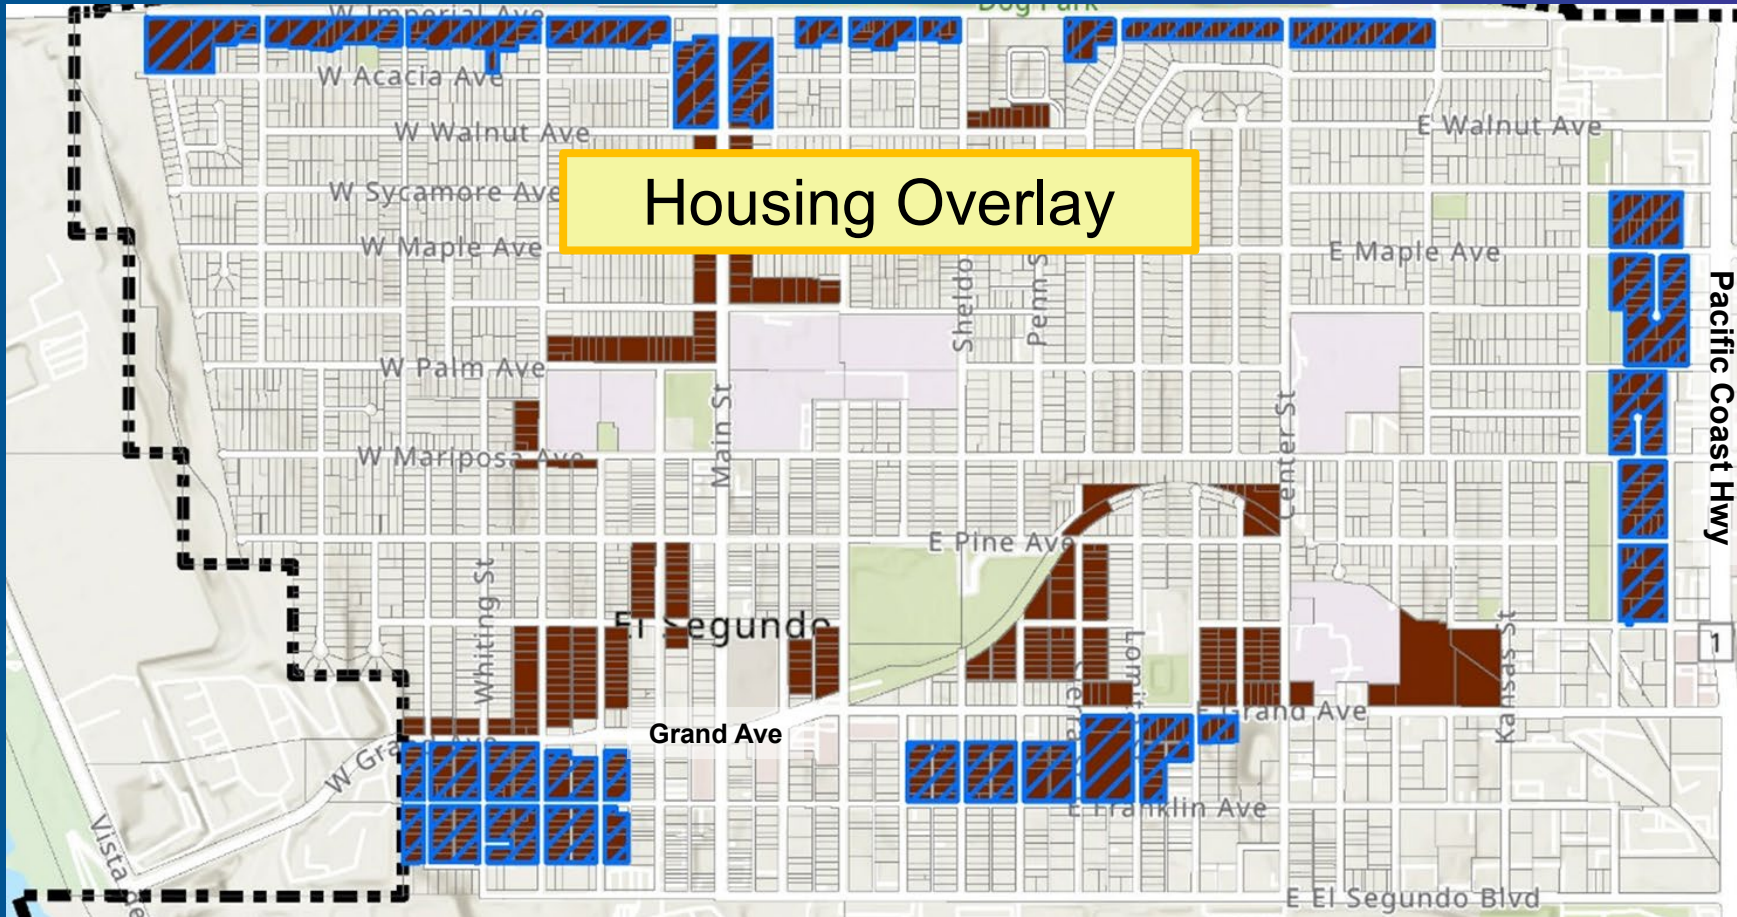 W Imperial Ave
Dog Park
W Acacia Ave
W Walnut Ave
E Walnut Ave
Housing Overlay
W Sycamore Ave
W Maple Ave
E Maple Ave
Sheldo
Penn S
Pacific Coast Hwy
W Palm Ave
Main St
Center St
W Mariposa Ave
E Pine Ave
Whiting St
El Segundo
Kansas St
1
Grand Ave
E Grand Ave
W Gra Ave
Vista de
E Franklin Ave
E El Segundo Blvd